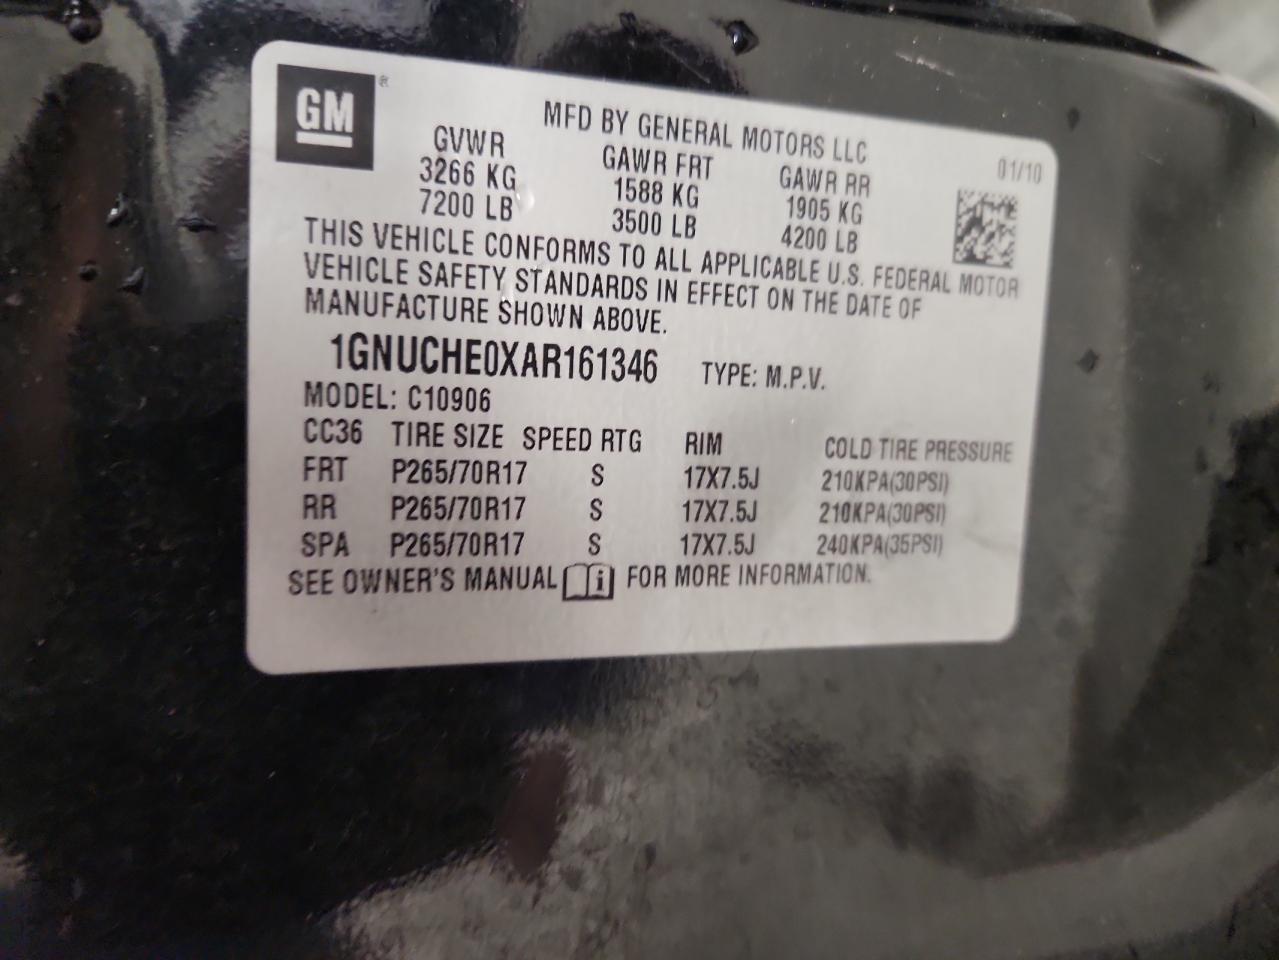 GM ®
MFD BY GENERAL MOTORS LLC
01/10
GVWR GAWR FRT GAWR RR
3266 KG 1588 KG 1905 KG
7200 LB 3500 LB 4200 LB
THIS VEHICLE CONFORMS TO ALL APPLICABLE U.S. FEDERAL MOTOR
VEHICLE SAFETY STANDARDS IN EFFECT ON THE DATE OF
MANUFACTURE SHOWN ABOVE.
1GNUCHE0XAR161346 TYPE: M.P.V.
MODEL: C10906
CC36 TIRE SIZE SPEED RTG RIM COLD TIRE PRESSURE
FRT P265/70R17 S 17X7.5J 210KPA(30PSI)
RR P265/70R17 S 17X7.5J 210KPA(30PSI)
SPA P265/70R17 S 17X7.5J 240KPA(35PSI)
SEE OWNER'S MANUAL i FOR MORE INFORMATION.